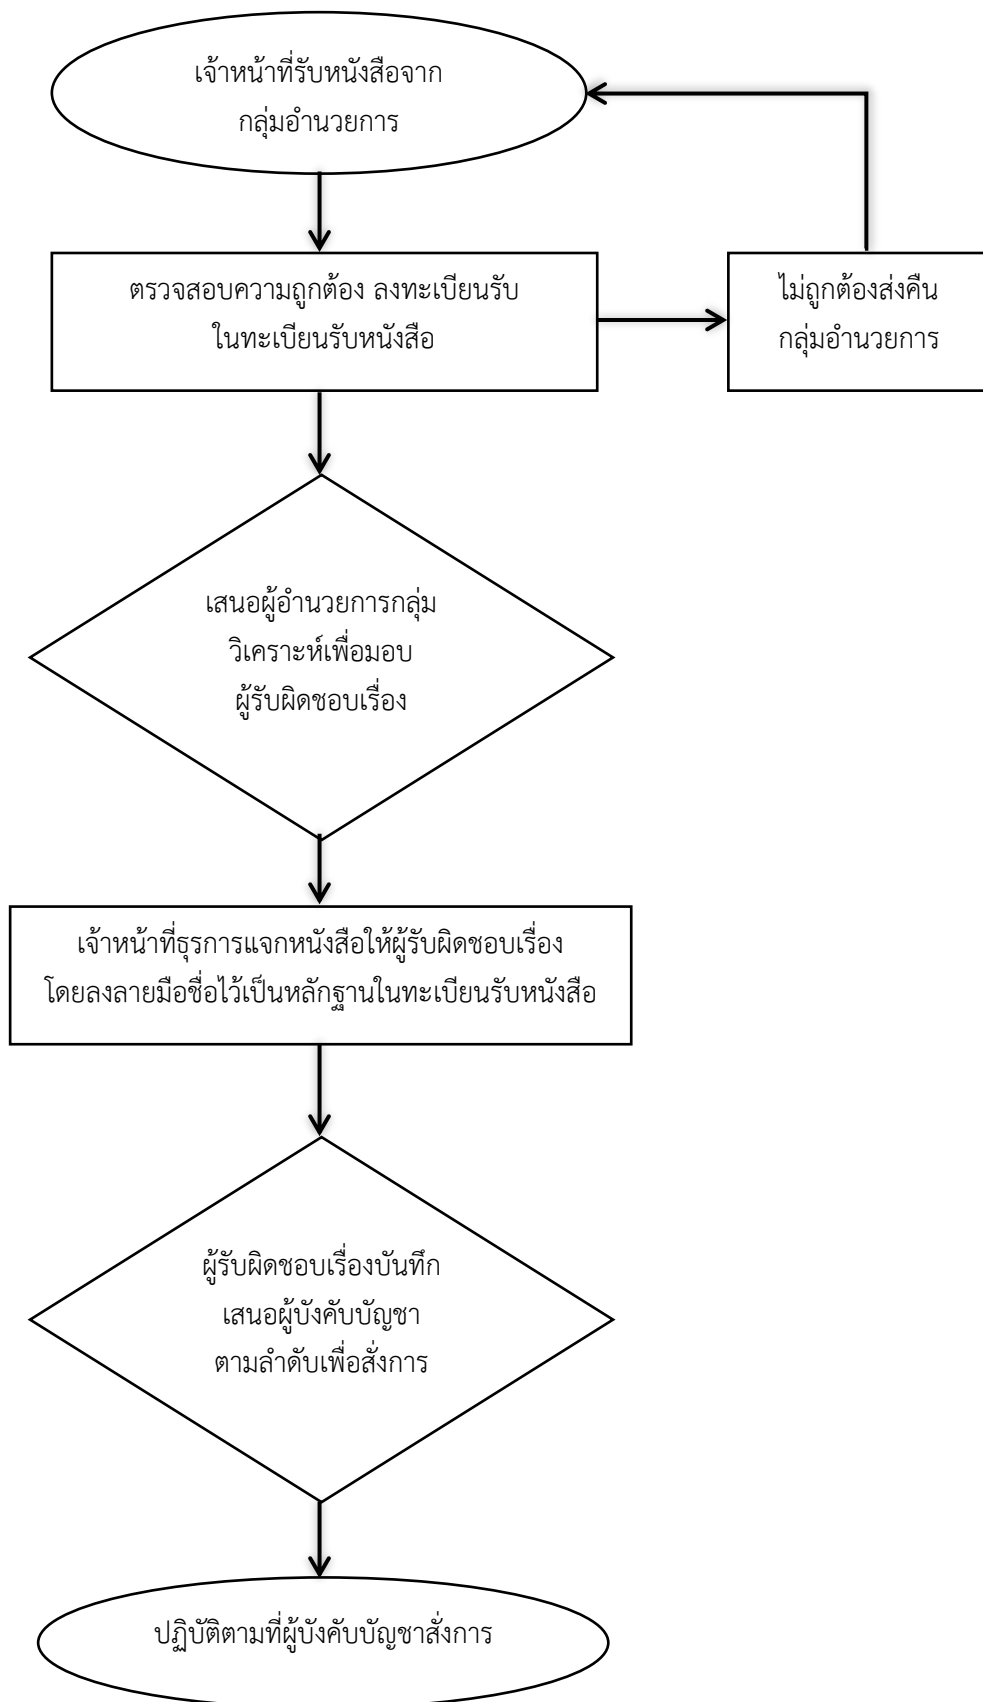 เจ้าหน้าที่รับหนังสือจาก
กลุ่มอำนวยการ
ตรวจสอบความถูกต้อง ลงทะเบียนรับ
ในทะเบียนรับหนังสือ
ไม่ถูกต้องส่งคืน
กลุ่มอำนวยการ
เสนอผู้อำนวยการกลุ่ม
วิเคราะห์เพื่อมอบ
ผู้รับผิดชอบเรื่อง
เจ้าหน้าที่ธุรการแจกหนังสือให้ผู้รับผิดชอบเรื่อง
โดยลงลายมือชื่อไว้เป็นหลักฐานในทะเบียนรับหนังสือ
ผู้รับผิดชอบเรื่องบันทึก
เสนอผู้บังคับบัญชา
ตามลำดับเพื่อสั่งการ
ปฏิบัติตามที่ผู้บังคับบัญชาสั่งการ